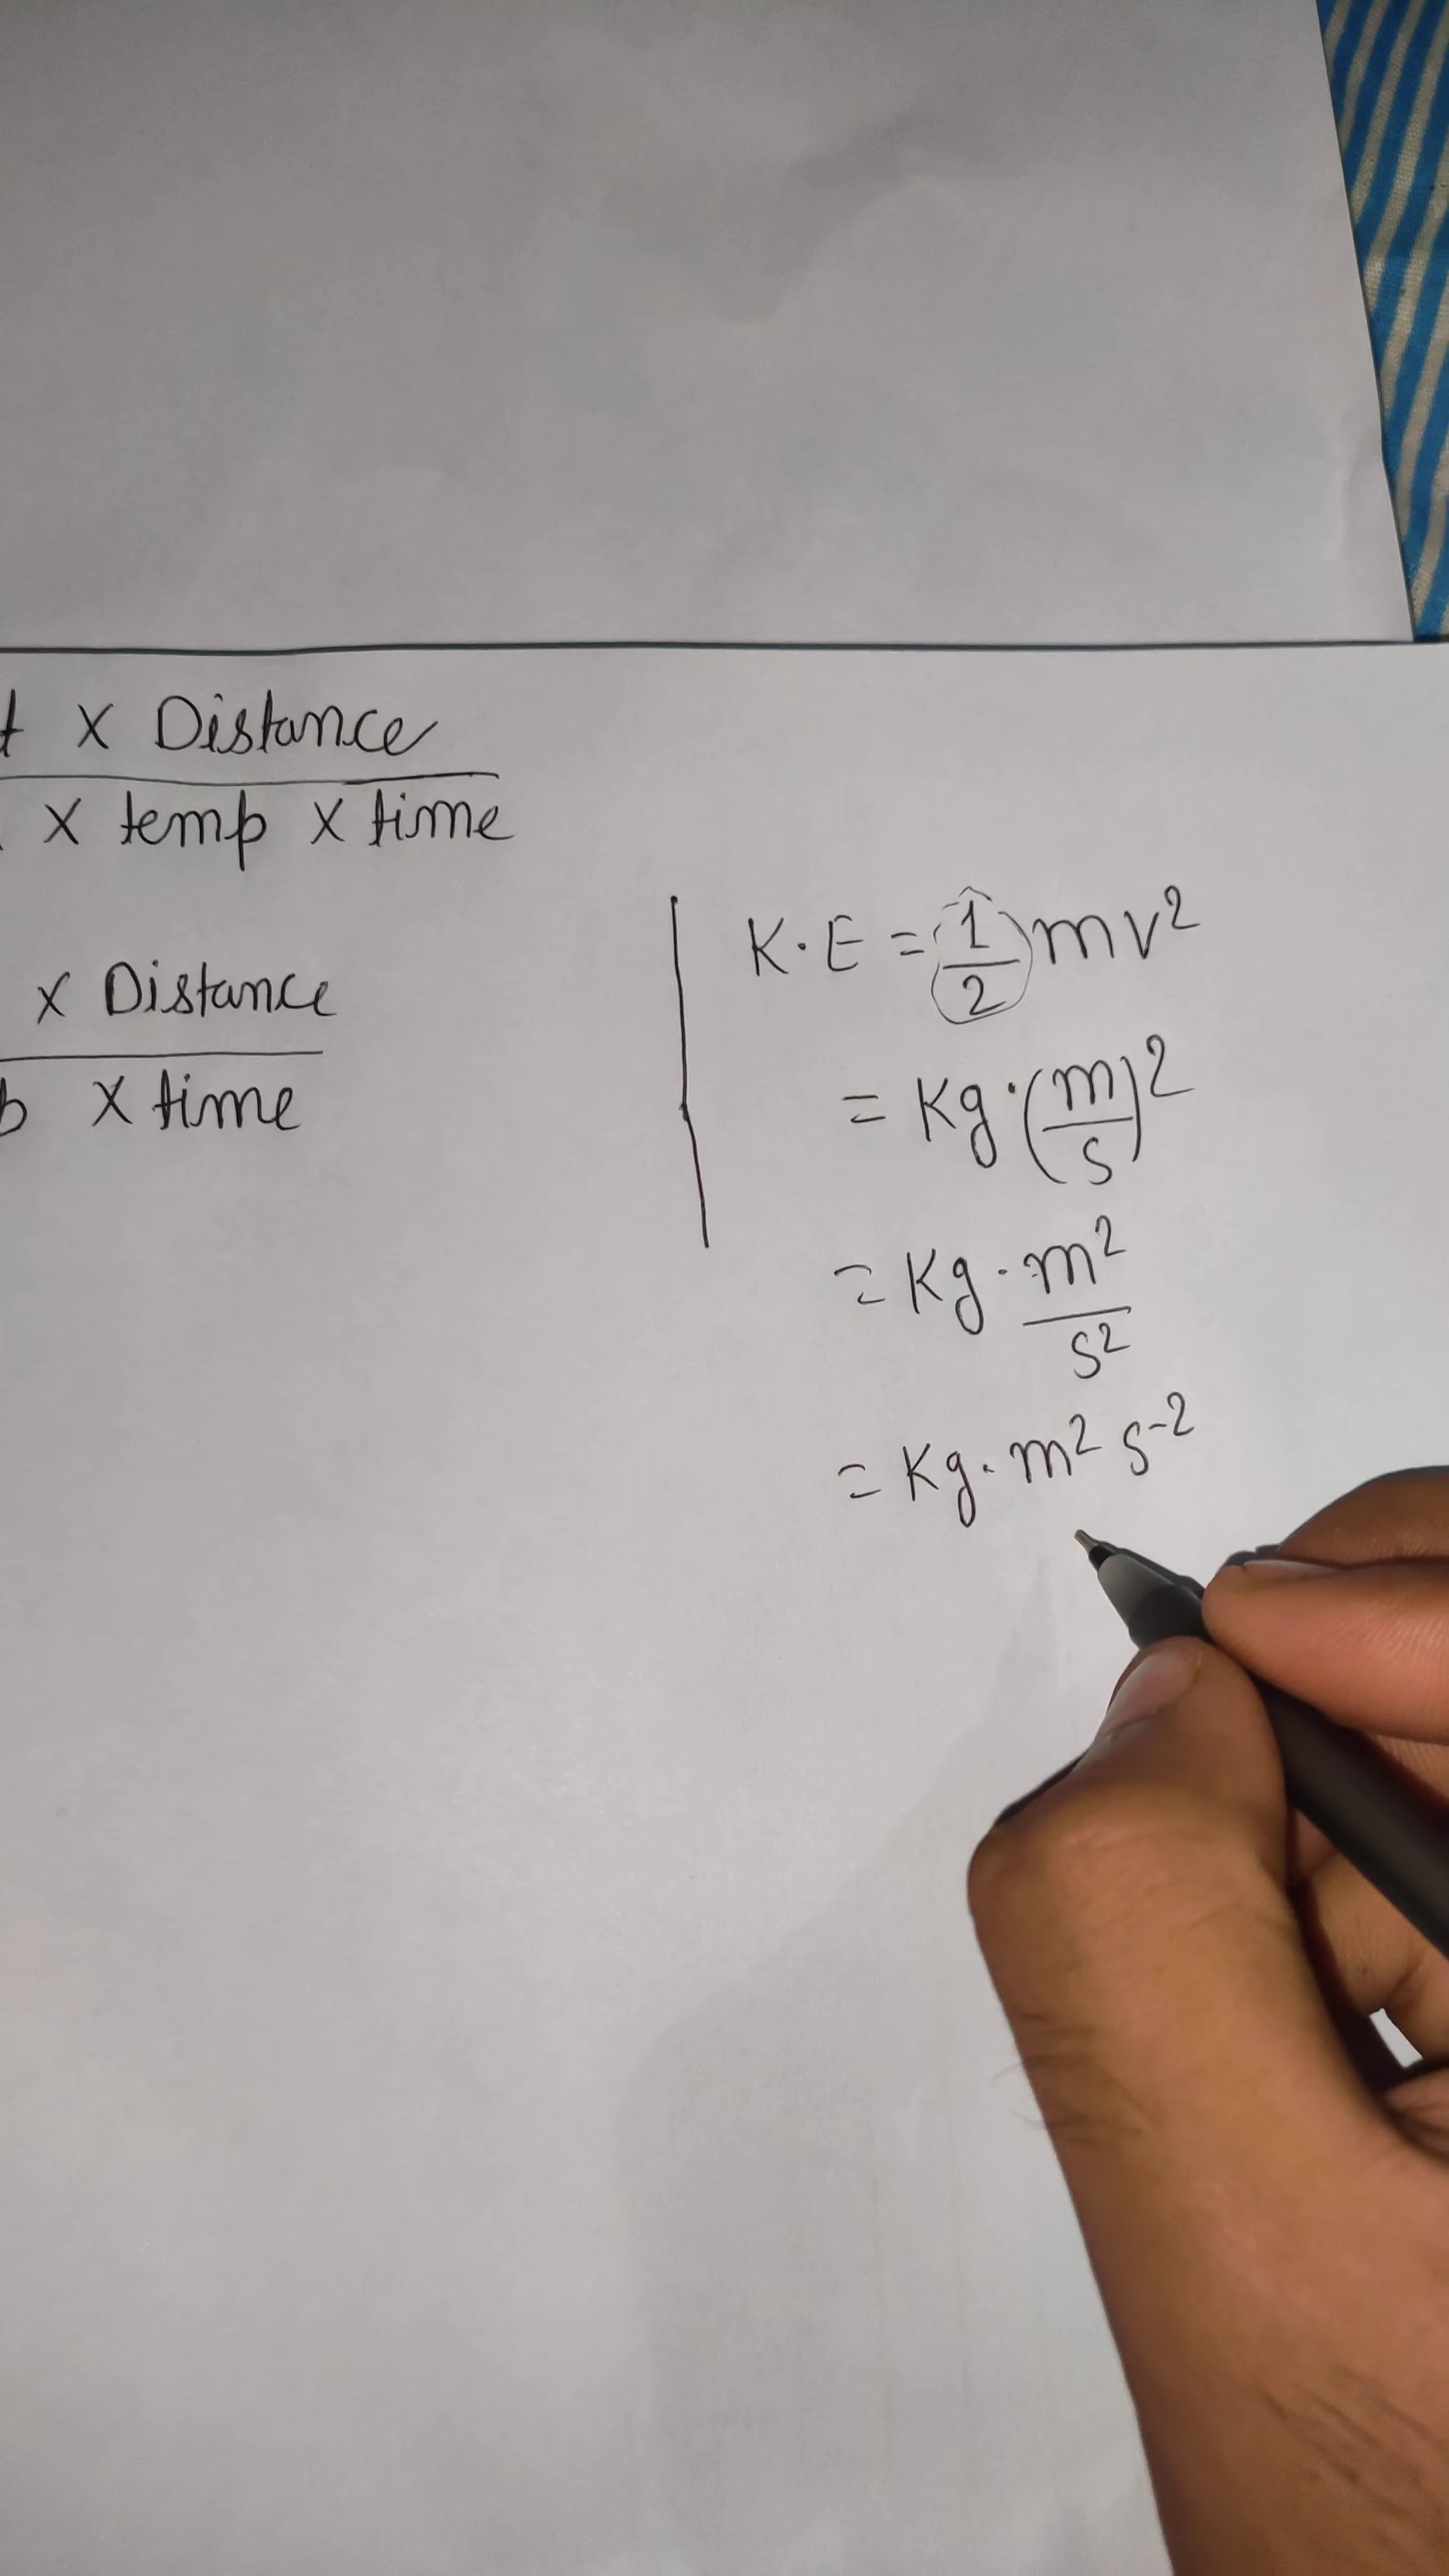 t x Distance
x temp x time
x Distance
b x time
K.E = 1/2 mv²
= Kg.(m/s)²
= Kg.m²/s²
= Kg.m² s⁻²